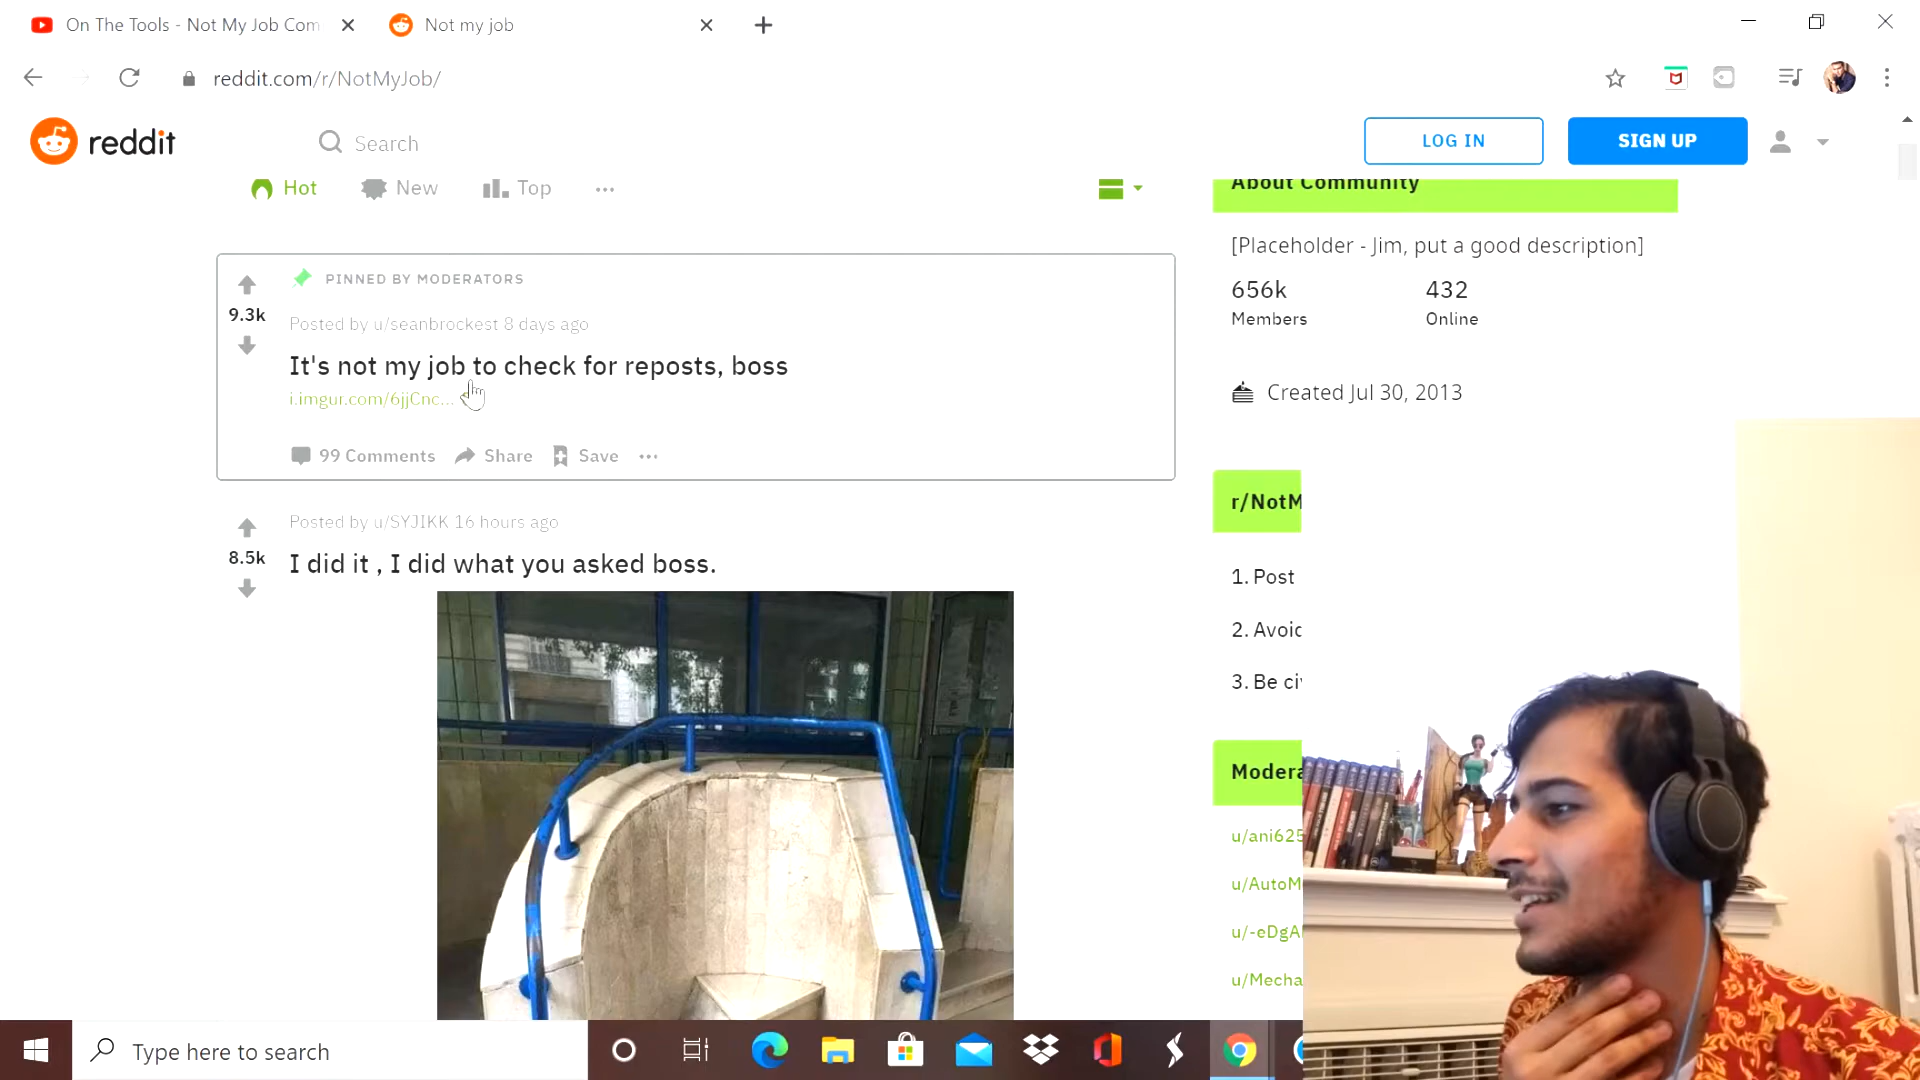 On The Tools - Not My Job Com
Not my job
reddit.com/r/NotMyJob/
reddit
Search
LOG IN
SIGN UP
Hot
New
Top
...
About Community
[Placeholder - Jim, put a good description]
656k
432
Members
Online
Created Jul 30, 2013
PINNED BY MODERATORS
9.3k
Posted by u/seanbrockest 8 days ago
It's not my job to check for reposts, boss
i.imgur.com/6jjCnc...
99 Comments
Share
Save
...
Posted by u/SYJIKK 16 hours ago
8.5k
I did it , I did what you asked boss.
r/NotM
1. Post
2. Avoid
3. Be civ
Modera
u/ani625
u/AutoM
u/-eDgA
u/Mecha
Type here to search